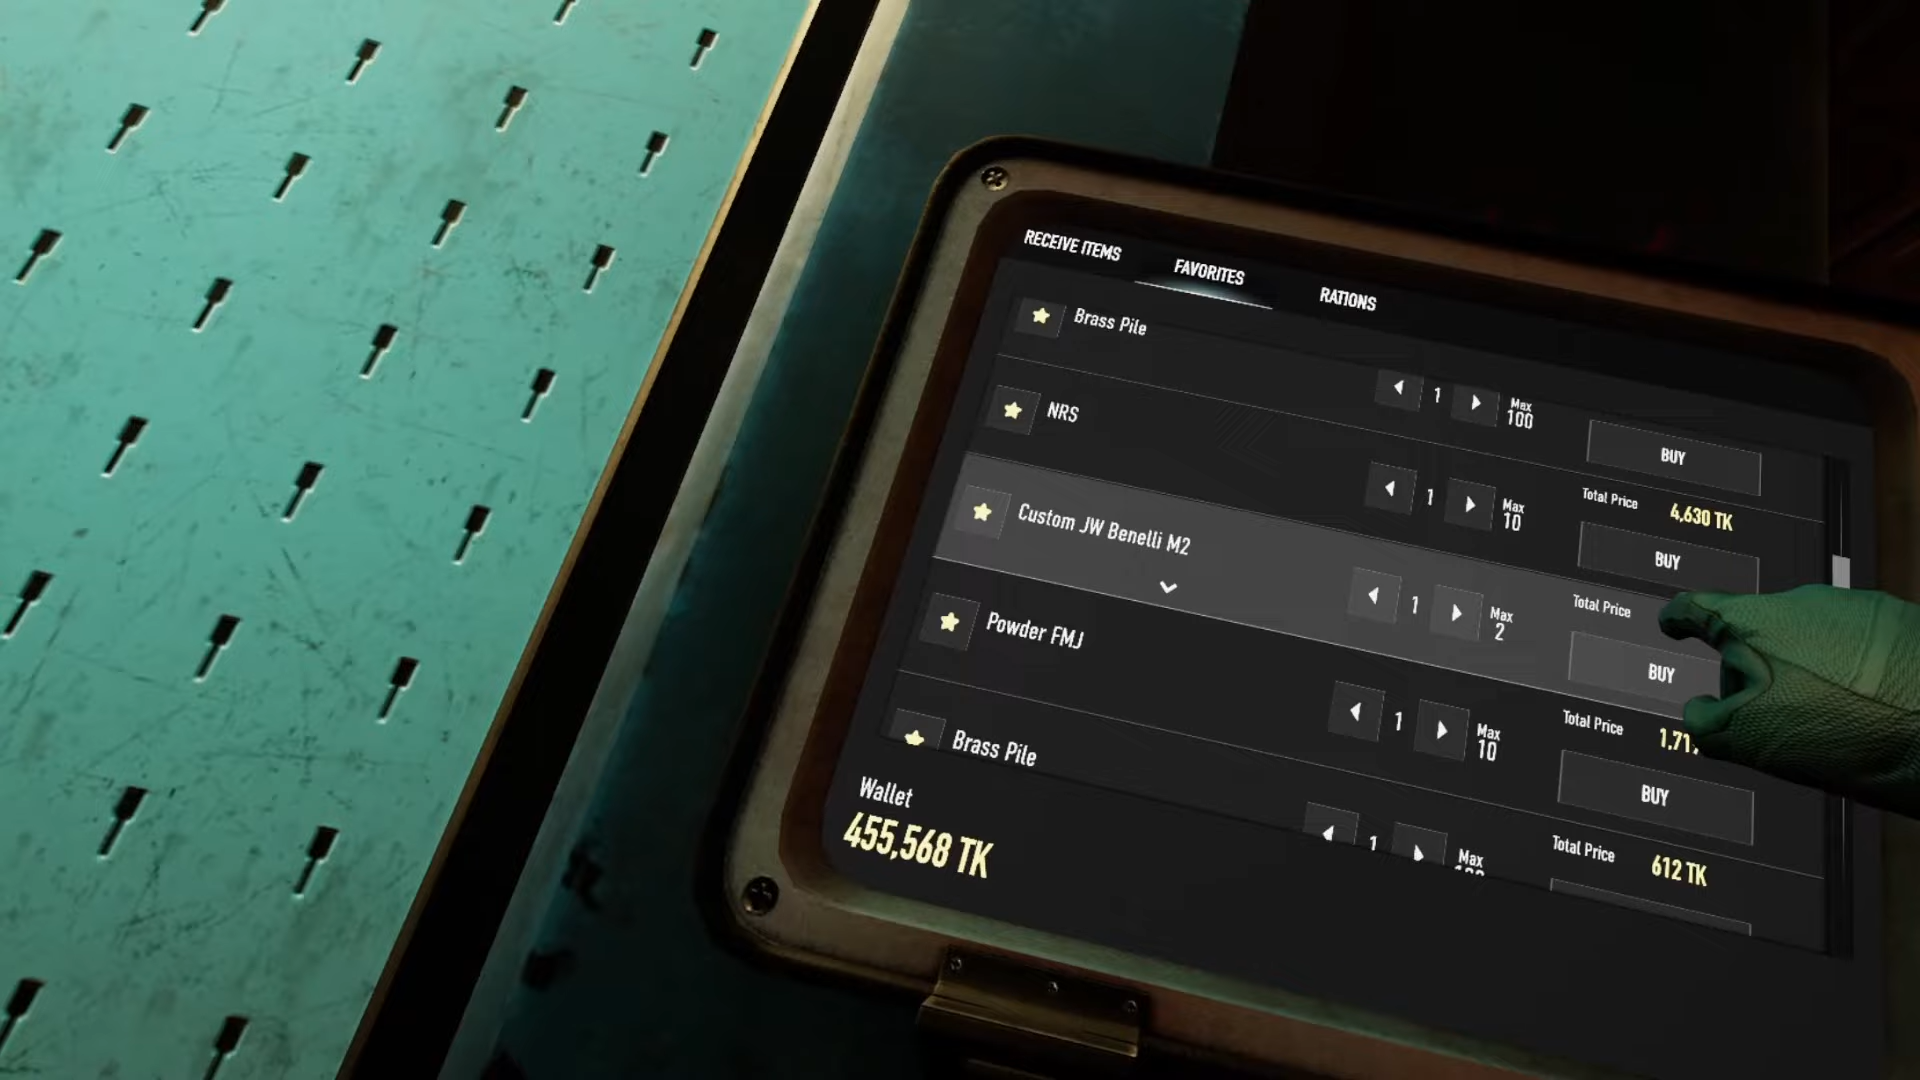 RECEIVE ITEMS
FAVORITES
RATIONS
Brass Pile
1
Max
100
BUY
NRS
1
Max
10
Total Price
4,630 TK
BUY
Custom JW Benelli M2
1
Max
2
Total Price
BUY
Powder FMJ
1
Max
10
Total Price
BUY
Brass Pile
1
Max
Total Price
612 TK
Wallet
455,568 TK